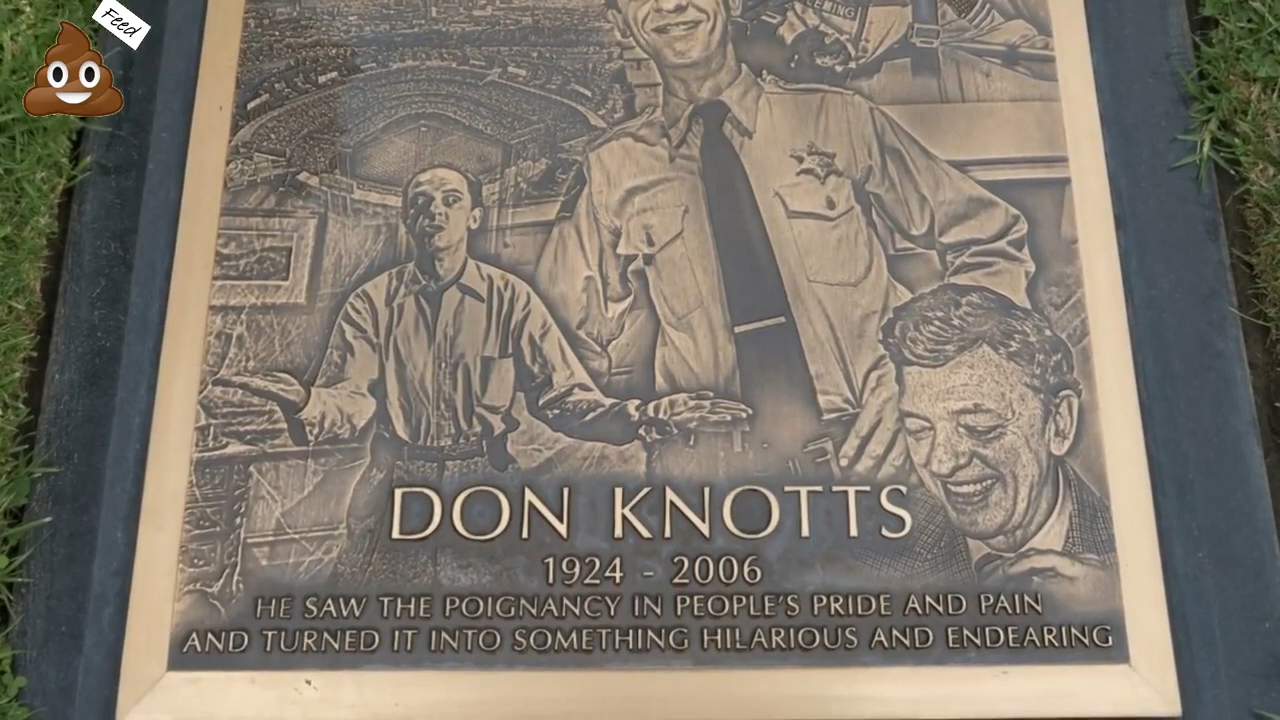 Feed
LEMING
DON KNOTTS
1924 - 2006
HE SAW THE POIGNANCY IN PEOPLE'S PRIDE AND PAIN
AND TURNED IT INTO SOMETHING HILARIOUS AND ENDEARING